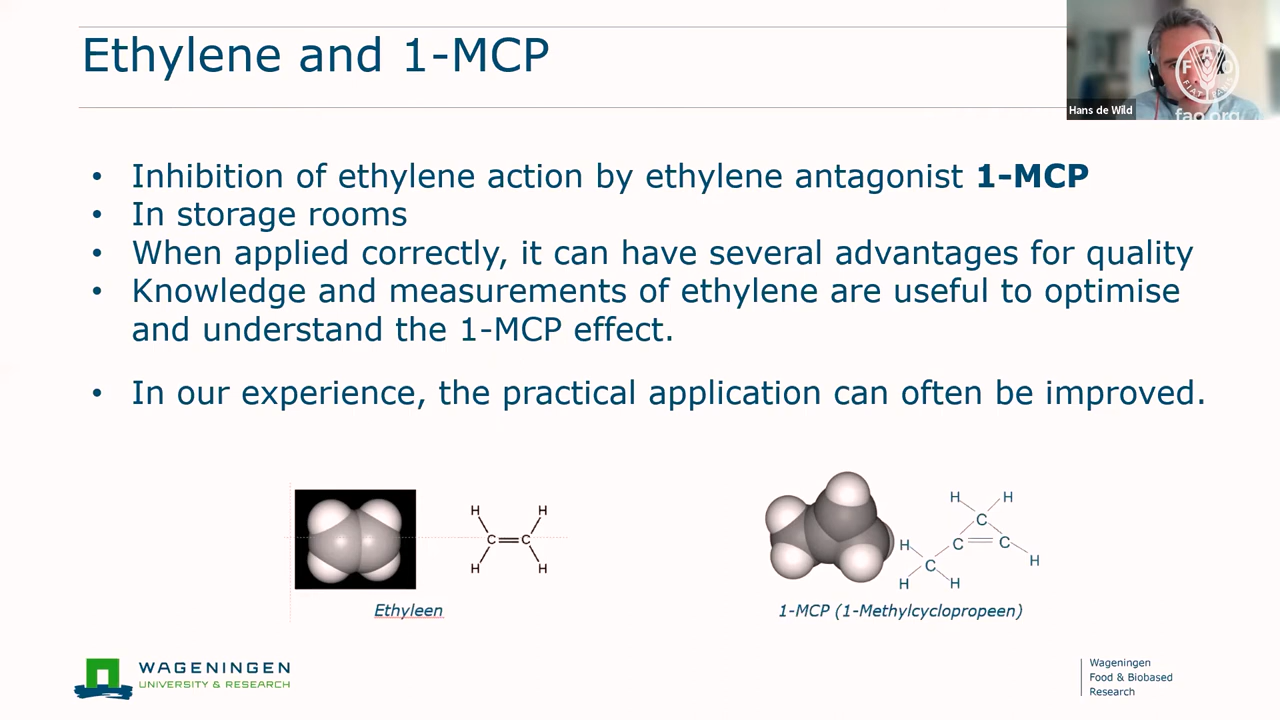 Ethylene and 1-MCP
Hans de Wild
FAO
FIAT PANIS
fao.org
• Inhibition of ethylene action by ethylene antagonist 1-MCP
• In storage rooms
• When applied correctly, it can have several advantages for quality
• Knowledge and measurements of ethylene are useful to optimise
and understand the 1-MCP effect.
• In our experience, the practical application can often be improved.
H H
C C
H H
H H
C
H C C
C H
H H
Ethyleen
1-MCP (1-Methylcyclopropeen)
WAGENINGEN
UNIVERSITY & RESEARCH
Wageningen
Food & Biobased
Research